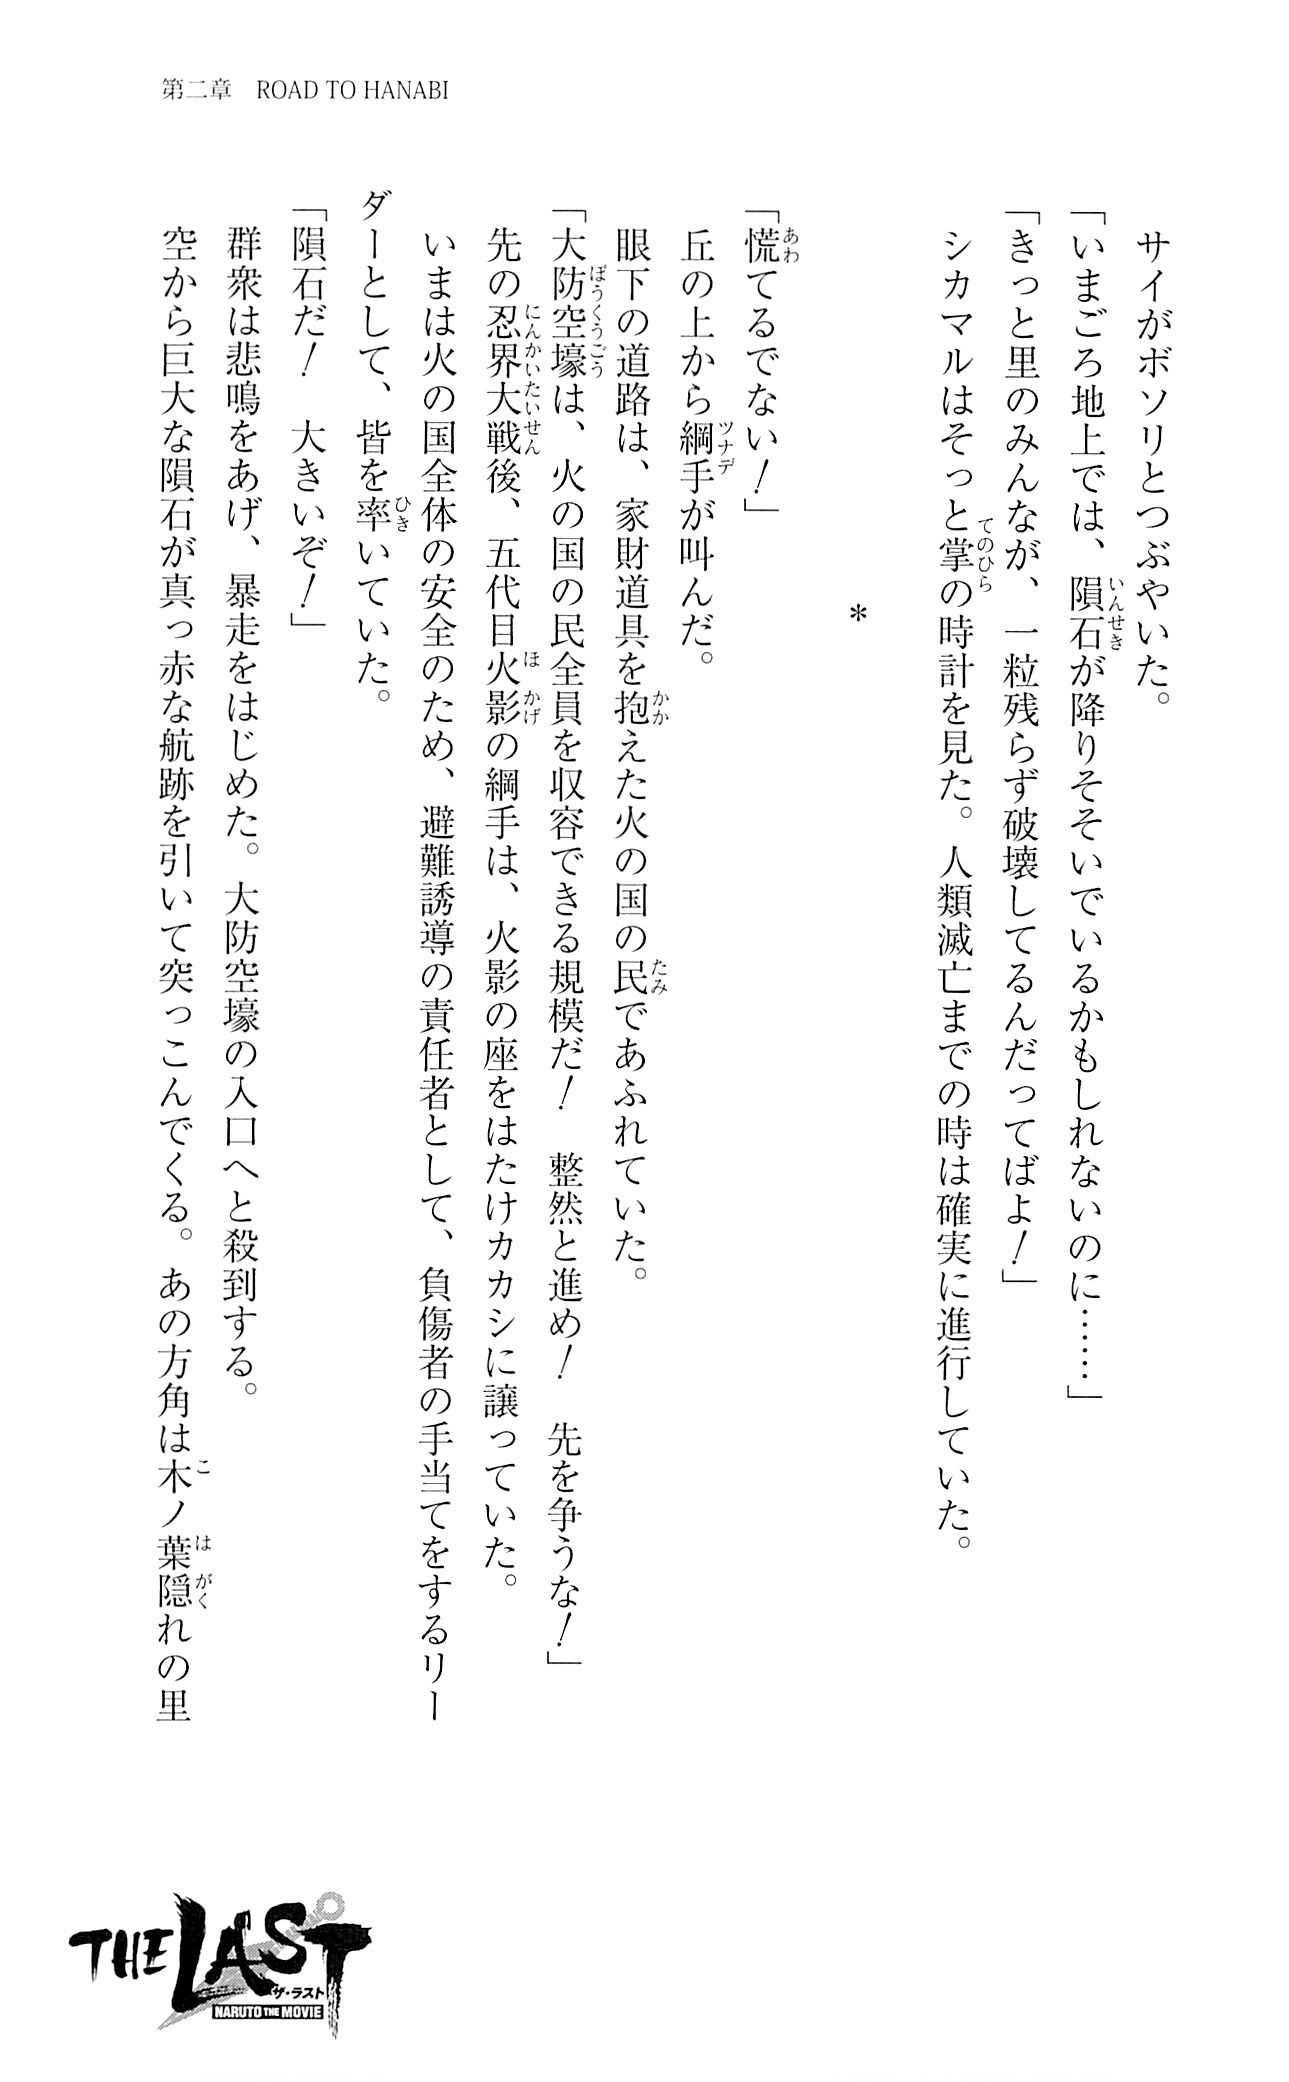 第二章　ROAD TO HANABI
サイがボソリとつぶやいた。
「いまごろ地上では、隕石が降りそそいでいるかもしれないのに……」
「きっと里のみんなが、一粒残らず破壊してるんだってばよ！」
シカマルはそっと掌の時計を見た。人類滅亡までの時は確実に進行していた。
＊
「慌てるでない！」
丘の上から綱手が叫んだ。
眼下の道路は、家財道具を抱えた火の国の民であふれていた。
「大防空壕は、火の国の民全員を収容できる規模だ！　整然と進め！　先を争うな！」
先の忍界大戦後、五代目火影の綱手は、火影の座をはたけカカシに譲っていた。
いまは火の国全体の安全のため、避難誘導の責任者として、負傷者の手当てをするリー
ダーとして、皆を率いていた。
「隕石だ！　大きいぞ！」
群衆は悲鳴をあげ、暴走をはじめた。大防空壕の入口へと殺到する。
空から巨大な隕石が真っ赤な航跡を引いて突っこんでくる。あの方角は木ノ葉隠れの里
THE LAST
ザ・ラスト
NARUTO THE MOVIE